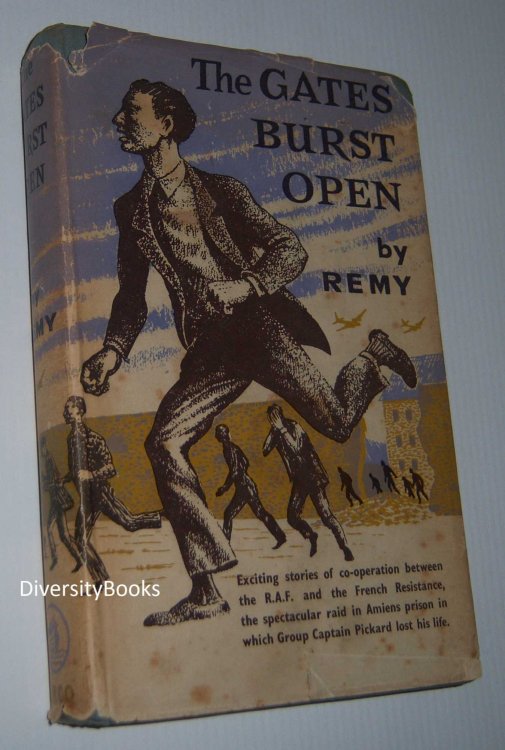 The GATES
BURST
OPEN
by
REMY
Exciting stories of co-operation between
the R.A.F. and the French Resistance,
the spectacular raid in Amiens prison in
which Group Captain Pickard lost his life.
DiversityBooks